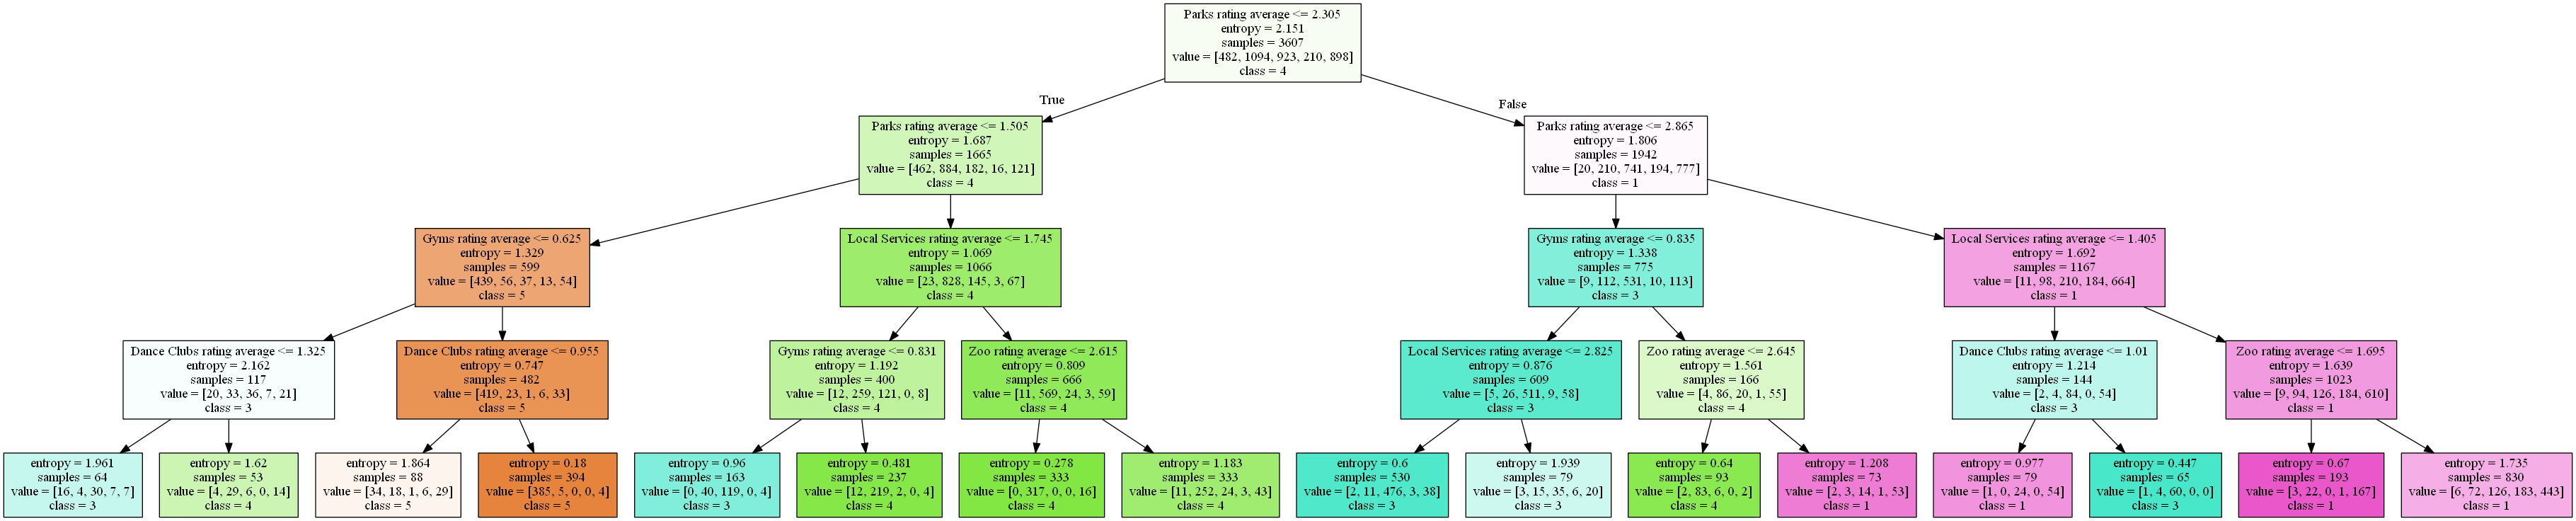 Parks rating average <= 2.305
entropy = 2.151
samples = 3607
value = [482, 1094, 923, 210, 898]
class = 4
True
False
Parks rating average <= 1.505
entropy = 1.687
samples = 1665
value = [462, 884, 182, 16, 121]
class = 4
Parks rating average <= 2.865
entropy = 1.806
samples = 1942
value = [20, 210, 741, 194, 777]
class = 1
Gyms rating average <= 0.625
entropy = 1.329
samples = 599
value = [439, 56, 37, 13, 54]
class = 5
Local Services rating average <= 1.745
entropy = 1.069
samples = 1066
value = [23, 828, 145, 3, 67]
class = 4
Gyms rating average <= 0.835
entropy = 1.338
samples = 775
value = [9, 112, 531, 10, 113]
class = 3
Local Services rating average <= 1.405
entropy = 1.692
samples = 1167
value = [11, 98, 210, 184, 664]
class = 1
Dance Clubs rating average <= 1.325
entropy = 2.162
samples = 117
value = [20, 33, 36, 7, 21]
class = 3
Dance Clubs rating average <= 0.955
entropy = 0.747
samples = 482
value = [419, 23, 1, 6, 33]
class = 5
Gyms rating average <= 0.831
entropy = 1.192
samples = 400
value = [12, 259, 121, 0, 8]
class = 4
Zoo rating average <= 2.615
entropy = 0.809
samples = 666
value = [11, 569, 24, 3, 59]
class = 4
Local Services rating average <= 2.825
entropy = 0.876
samples = 609
value = [5, 26, 511, 9, 58]
class = 3
Zoo rating average <= 2.645
entropy = 1.561
samples = 166
value = [4, 86, 20, 1, 55]
class = 4
Dance Clubs rating average <= 1.01
entropy = 1.214
samples = 144
value = [2, 4, 84, 0, 54]
class = 3
Zoo rating average <= 1.695
entropy = 1.639
samples = 1023
value = [9, 94, 126, 184, 610]
class = 1
entropy = 1.961
samples = 64
value = [16, 4, 30, 7, 7]
class = 3
entropy = 1.62
samples = 53
value = [4, 29, 6, 0, 14]
class = 4
entropy = 1.864
samples = 88
value = [34, 18, 1, 6, 29]
class = 5
entropy = 0.18
samples = 394
value = [385, 5, 0, 0, 4]
class = 5
entropy = 0.96
samples = 163
value = [0, 40, 119, 0, 4]
class = 3
entropy = 0.481
samples = 237
value = [12, 219, 2, 0, 4]
class = 4
entropy = 0.278
samples = 333
value = [0, 317, 0, 0, 16]
class = 4
entropy = 1.183
samples = 333
value = [11, 252, 24, 3, 43]
class = 4
entropy = 0.6
samples = 530
value = [2, 11, 476, 3, 38]
class = 3
entropy = 1.939
samples = 79
value = [3, 15, 35, 6, 20]
class = 3
entropy = 0.64
samples = 93
value = [2, 83, 6, 0, 2]
class = 4
entropy = 1.208
samples = 73
value = [2, 3, 14, 1, 53]
class = 1
entropy = 0.977
samples = 79
value = [1, 0, 24, 0, 54]
class = 1
entropy = 0.447
samples = 65
value = [1, 4, 60, 0, 0]
class = 3
entropy = 0.67
samples = 193
value = [3, 22, 0, 1, 167]
class = 1
entropy = 1.735
samples = 830
value = [6, 72, 126, 183, 443]
class = 1